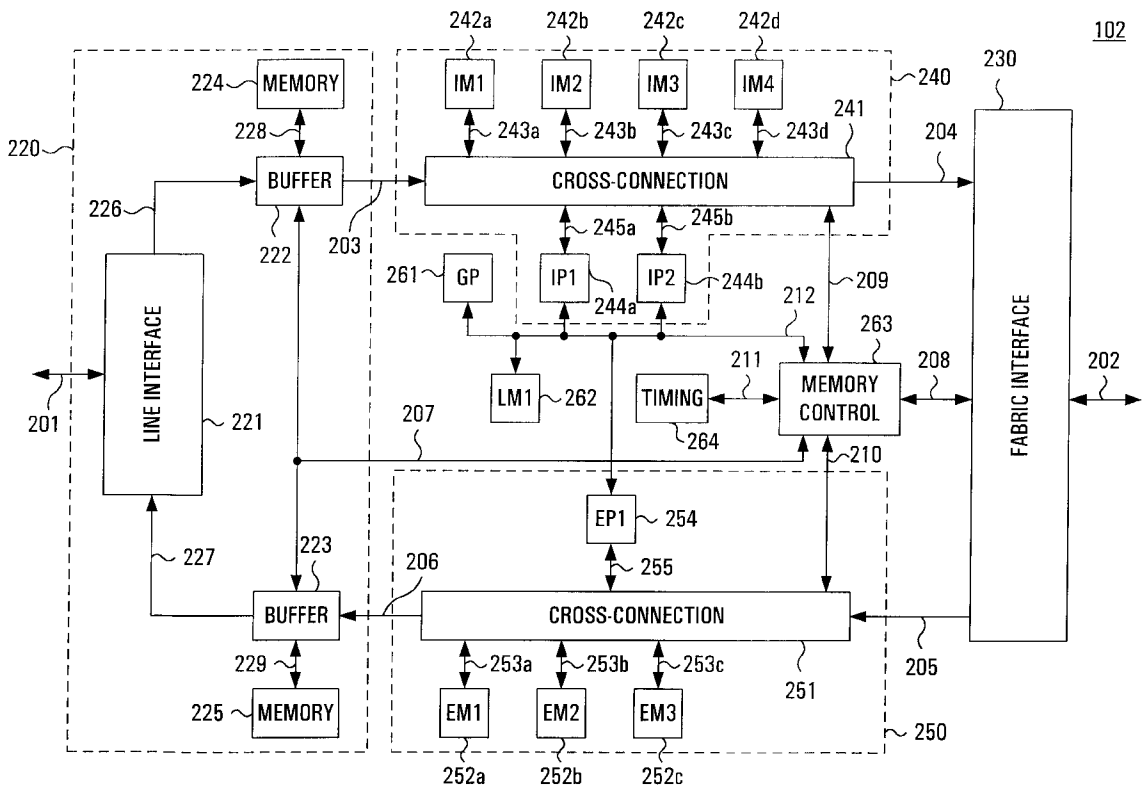 242a 242b 242c 242d 102
224 MEMORY IM1 IM2 IM3 IM4 240 230
228 243a 243b 243c 243d 241 204
220
BUFFER CROSS-CONNECTION
226 222 203 245a 245b
261 GP IP1 IP2 244b 209
244a 212 263
LINE INTERFACE
FABRIC INTERFACE
201 221 LM1 262 TIMING 211 MEMORY CONTROL 208 202
264
207 210
EP1 254
227 223 206 255
BUFFER CROSS-CONNECTION
229 253a 253b 253c 251 205
225 MEMORY EM1 EM2 EM3 250
252a 252b 252c